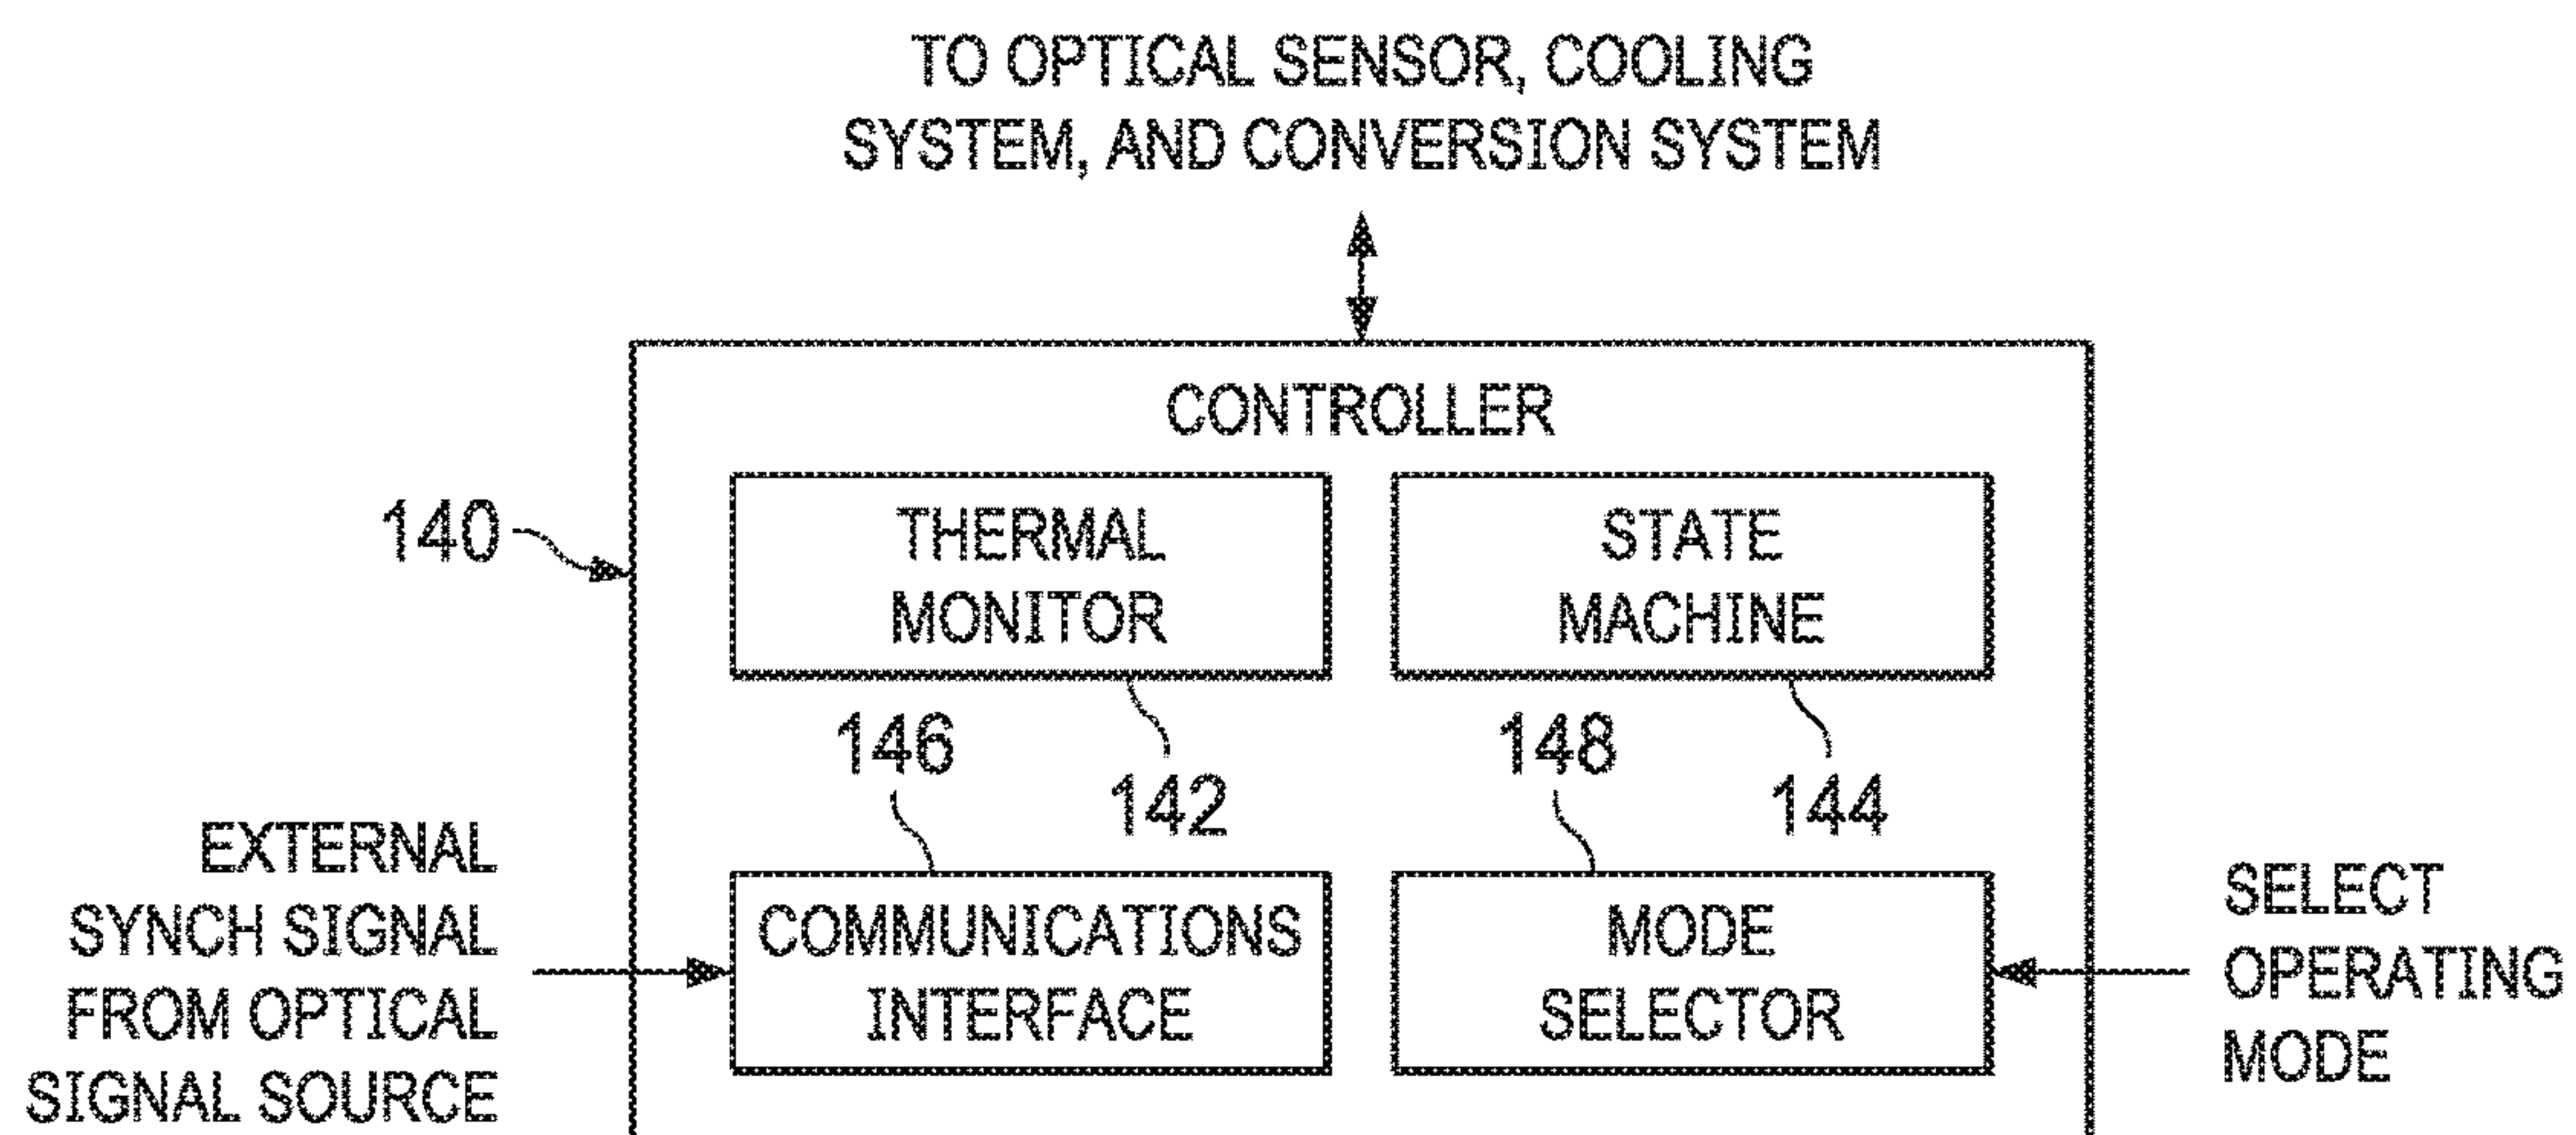 TO OPTICAL SENSOR, COOLING
SYSTEM, AND CONVERSION SYSTEM
CONTROLLER
140
THERMAL
MONITOR
142
STATE
MACHINE
144
EXTERNAL
SYNCH SIGNAL
FROM OPTICAL
SIGNAL SOURCE
146
COMMUNICATIONS
INTERFACE
148
MODE
SELECTOR
SELECT
OPERATING
MODE